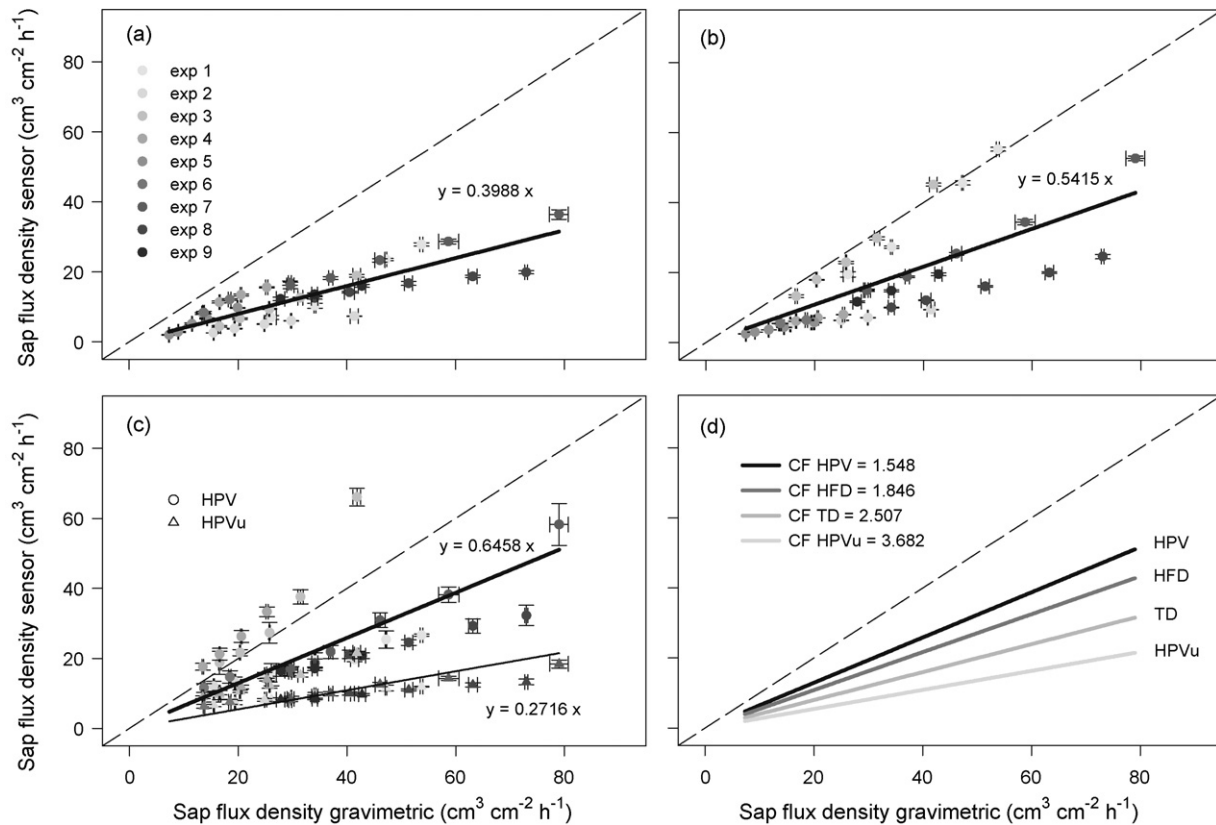 (a)
exp 1
exp 2
exp 3
exp 4
exp 5
exp 6
exp 7
exp 8
exp 9
y = 0.3988 x
0
20
40
60
80
Sap flux density sensor (cm³ cm⁻² h⁻¹)
(b)
y = 0.5415 x
(c)
HPV
HPVu
y = 0.6458 x
y = 0.2716 x
0
20
40
60
80
Sap flux density sensor (cm³ cm⁻² h⁻¹)
0 20 40 60 80
Sap flux density gravimetric (cm³ cm⁻² h⁻¹)
(d)
CF HPV = 1.548
CF HFD = 1.846
CF TD = 2.507
CF HPVu = 3.682
HPV
HFD
TD
HPVu
0 20 40 60 80
Sap flux density gravimetric (cm³ cm⁻² h⁻¹)